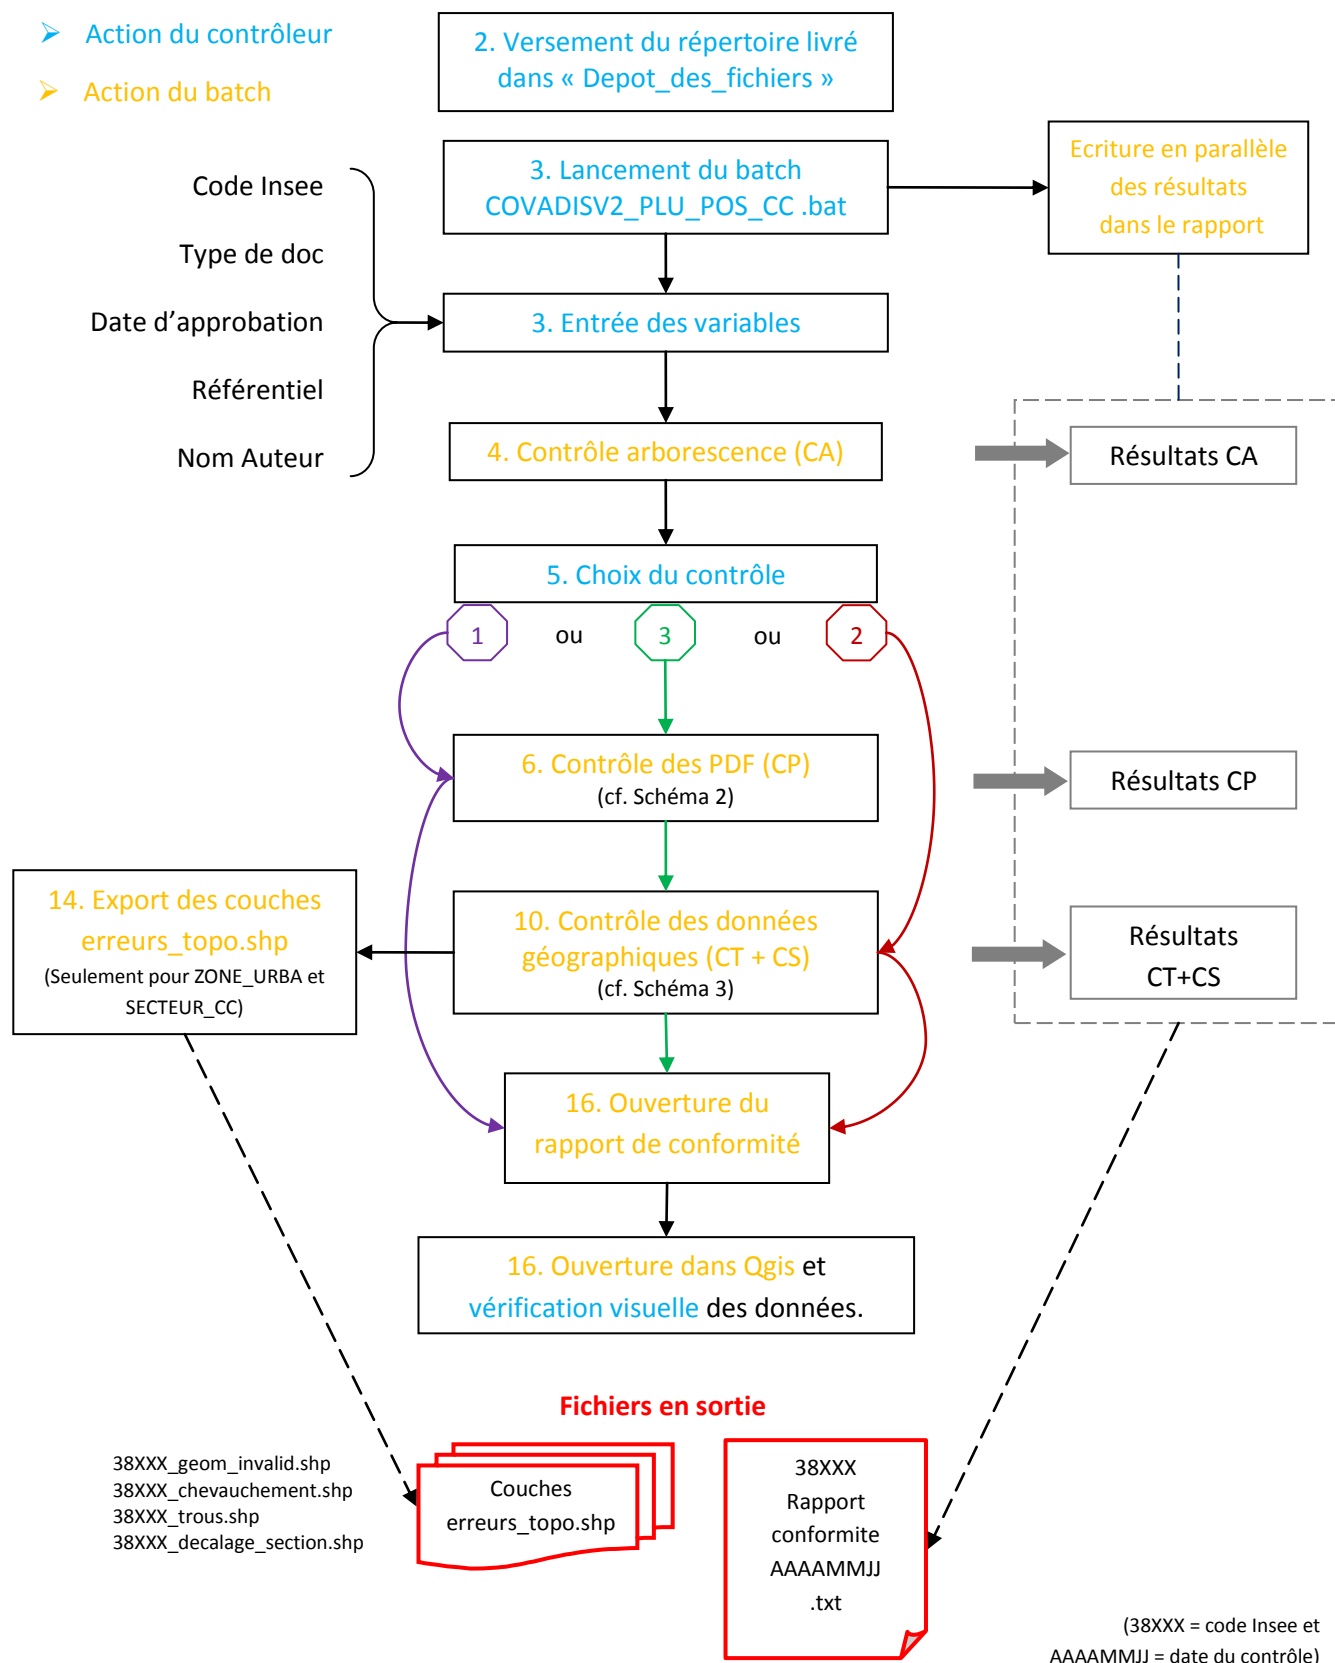 Action du contrôleur
Action du batch
2. Versement du répertoire livré
dans « Depot_des_fichiers »
3. Lancement du batch
COVADISV2_PLU_POS_CC .bat
Ecriture en parallèle
des résultats
dans le rapport
Code Insee
Type de doc
Date d’approbation
Référentiel
Nom Auteur
3. Entrée des variables
4. Contrôle arborescence (CA)
Résultats CA
5. Choix du contrôle
1
ou
3
ou
2
6. Contrôle des PDF (CP)
(cf. Schéma 2)
Résultats CP
14. Export des couches
erreurs_topo.shp
(Seulement pour ZONE_URBA et
SECTEUR_CC)
10. Contrôle des données
géographiques (CT + CS)
(cf. Schéma 3)
Résultats
CT+CS
16. Ouverture du
rapport de conformité
16. Ouverture dans Qgis et
vérification visuelle des données.
Fichiers en sortie
38XXX_geom_invalid.shp
38XXX_chevauchement.shp
38XXX_trous.shp
38XXX_decalage_section.shp
Couches
erreurs_topo.shp
38XXX
Rapport
conformite
AAAAMMJJ
.txt
(38XXX = code Insee et
AAAAMMJJ = date du contrôle)